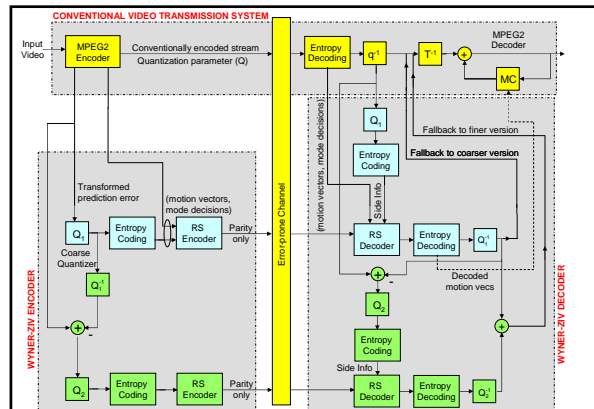 CONVENTIONAL VIDEO TRANSMISSION SYSTEM
Input
Video
MPEG2
Encoder
Conventionally encoded stream
Quantization parameter (Q)
Entropy
Decoding
q-1
T-1
+
MPEG2
Decoder
MC
Q1
Entropy
Coding
Side Info
(motion vectors, mode decisions)
Fallback to finer version
Fallback to coarser version
Error-prone Channel
Transformed
prediction error
(motion vectors,
mode decisions)
Q1
Coarse
Quantizer
Entropy
Coding
RS
Encoder
Parity
only
RS
Decoder
Entropy
Decoding
Q1-1
Decoded
motion vecs
Q1-1
+
-
+
-
Q2
Entropy
Coding
+
WYNER-ZIV ENCODER
WYNER-ZIV DECODER
Q2
Entropy
Coding
RS
Encoder
Parity
only
Side Info
RS
Decoder
Entropy
Decoding
Q2-1